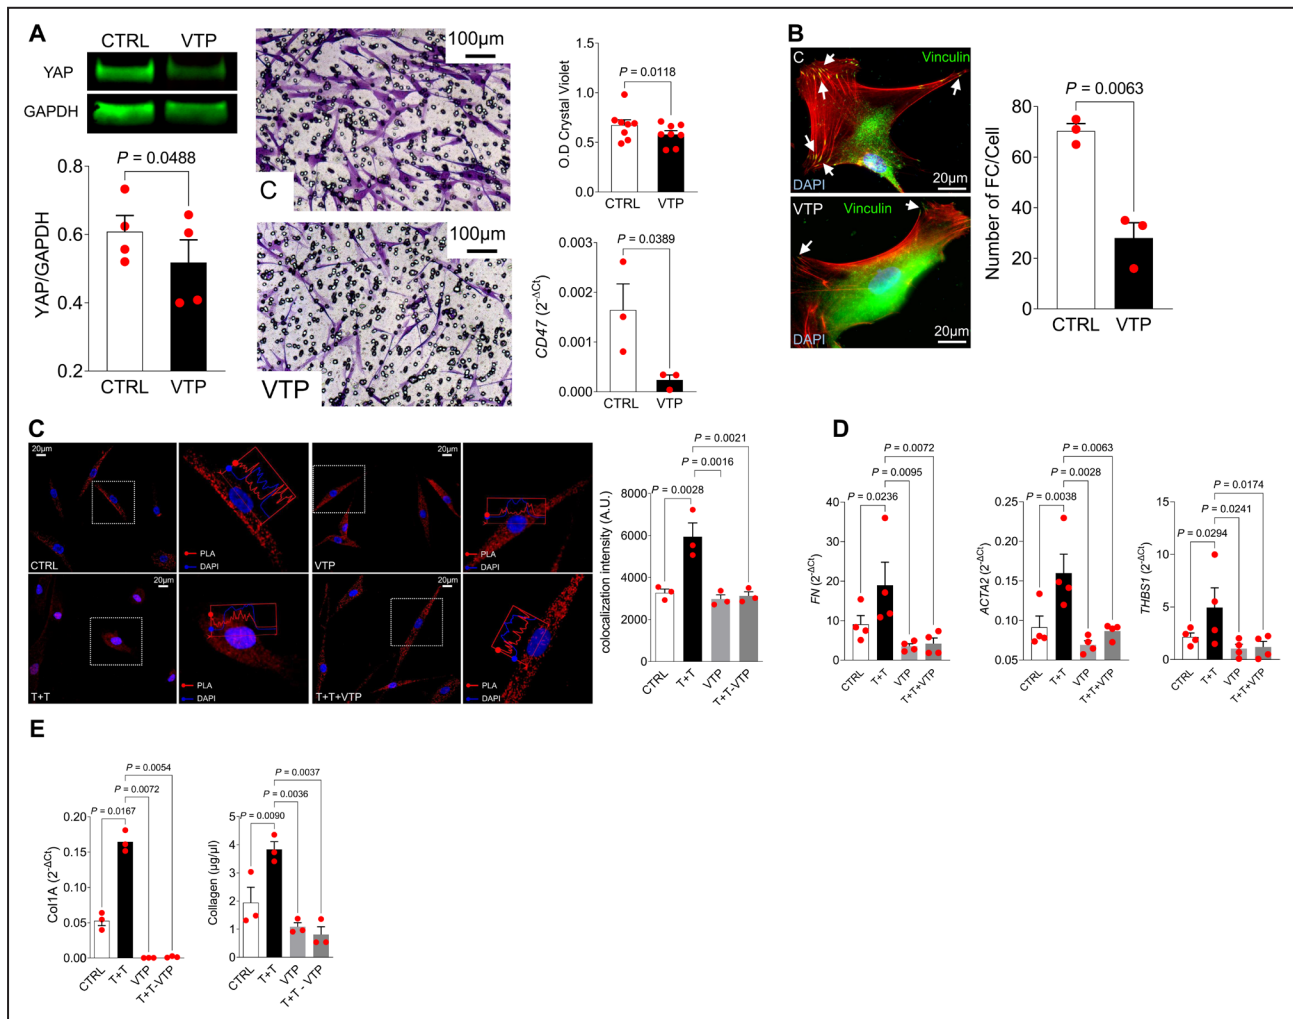 A
CTRL VTP
YAP
GAPDH
P = 0.0488
YAP/GAPDH
0.8
0.6
0.4
0.2
CTRL VTP
100µm
C
100µm
VTP
P = 0.0118
O.D Crystal Violet
1.5
1.0
0.5
0.0
CTRL VTP
P = 0.0389
CD47 (2^-ΔCt)
0.003
0.002
0.001
0.000
CTRL VTP
B
C Vinculin
DAPI 20µm
VTP Vinculin
DAPI 20µm
P = 0.0063
Number of FC/Cell
80
60
40
20
0
CTRL VTP
C
20µm
CTRL
PLA
DAPI
20µm
VTP
PLA
DAPI
20µm
T+T
PLA
DAPI
20µm
T+T+VTP
PLA
DAPI
P = 0.0021
P = 0.0016
P = 0.0028
colocalization intensity (A.U.)
8000
6000
4000
2000
0
CTRL T+T VTP T+T-VTP
D
P = 0.0072
P = 0.0095
P = 0.0236
FN (2^-ΔCt)
40
30
20
10
0
CTRL T+T VTP T+T+VTP
P = 0.0063
P = 0.0028
P = 0.0038
ACTA2 (2^-ΔCt)
0.25
0.20
0.15
0.10
0.05
CTRL T+T VTP T+T+VTP
P = 0.0174
P = 0.0241
P = 0.0294
THBS1 (2^-ΔCt)
15
10
5
0
CTRL T+T VTP T+T+VTP
E
P = 0.0054
P = 0.0072
P = 0.0167
Col1A (2^-ΔCt)
0.20
0.15
0.10
0.05
0.00
CTRL T+T VTP T+T-VTP
P = 0.0037
P = 0.0036
P = 0.0090
Collagen (µg/µl)
5
4
3
2
1
0
CTRL T+T VTP T+T - VTP